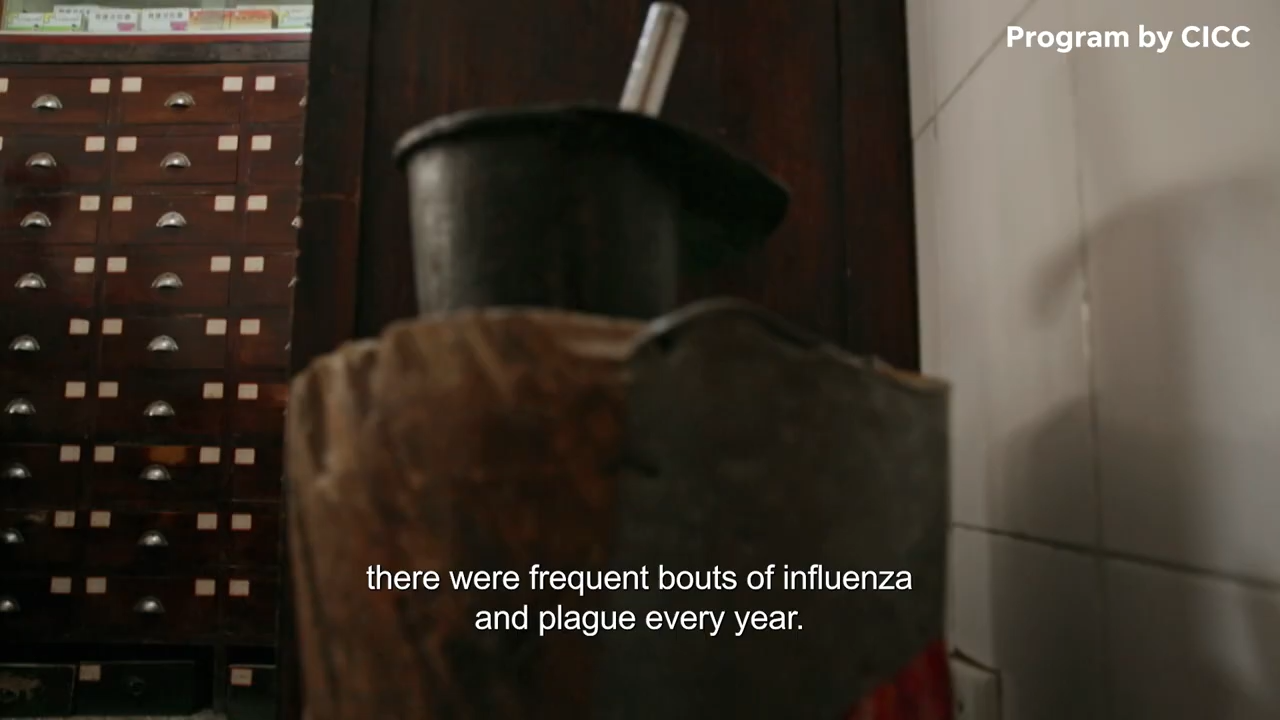 Program by CICC
there were frequent bouts of influenza
and plague every year.